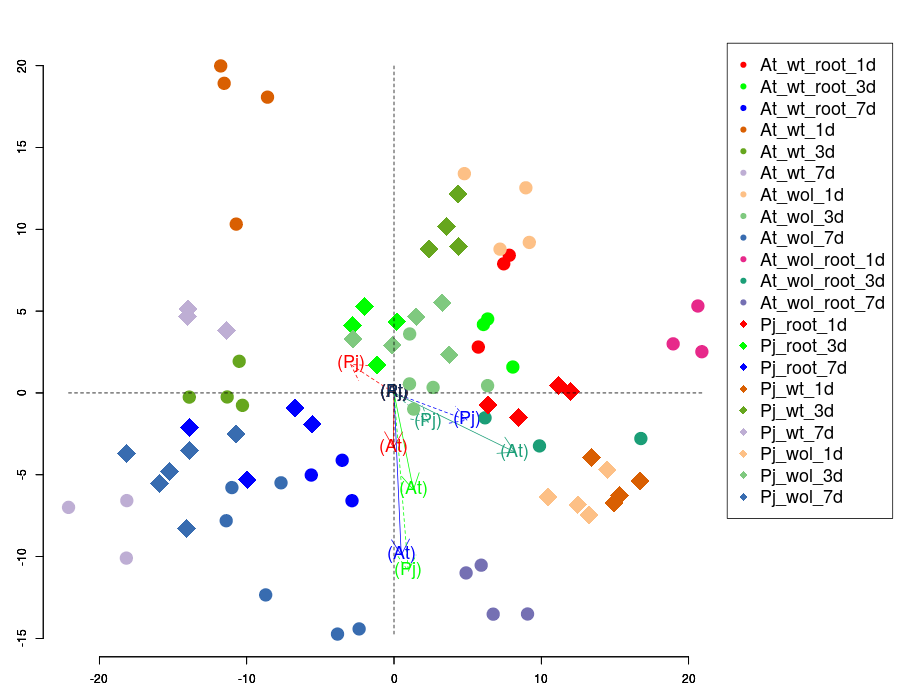 20
15
10
5
0
-5
-10
-15
-20
-10
0
10
20
(Pj)
(Pj)
(Pj)
(At)
(At)
(At)
(At)
(Pj)
At_wt_root_1d
At_wt_root_3d
At_wt_root_7d
At_wt_1d
At_wt_3d
At_wt_7d
At_wol_1d
At_wol_3d
At_wol_7d
At_wol_root_1d
At_wol_root_3d
At_wol_root_7d
Pj_root_1d
Pj_root_3d
Pj_root_7d
Pj_wt_1d
Pj_wt_3d
Pj_wt_7d
Pj_wol_1d
Pj_wol_3d
Pj_wol_7d